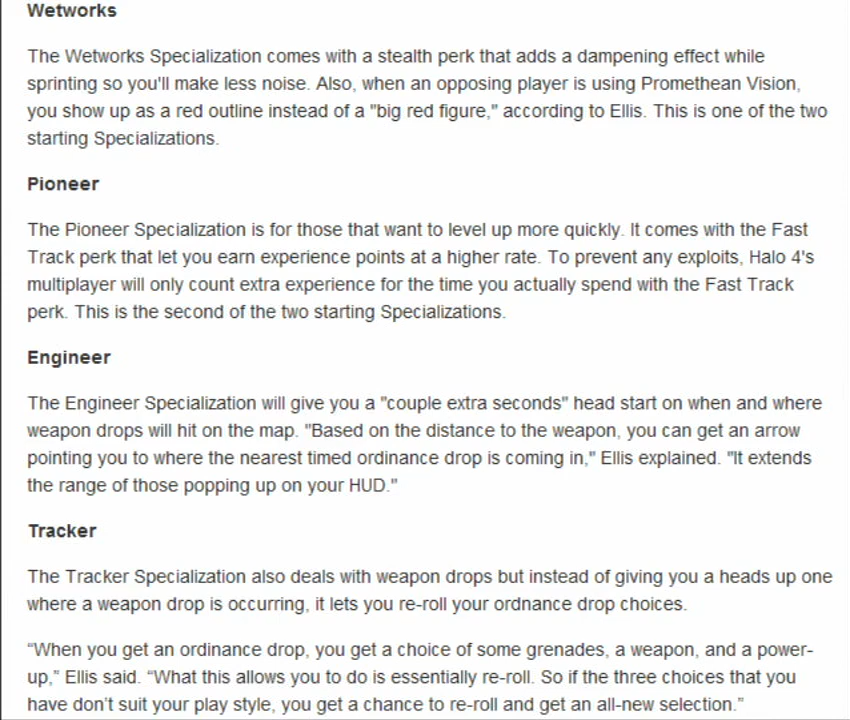 Wetworks
The Wetworks Specialization comes with a stealth perk that adds a dampening effect while
sprinting so you'll make less noise. Also, when an opposing player is using Promethean Vision,
you show up as a red outline instead of a "big red figure," according to Ellis. This is one of the two
starting Specializations.
Pioneer
The Pioneer Specialization is for those that want to level up more quickly. It comes with the Fast
Track perk that let you earn experience points at a higher rate. To prevent any exploits, Halo 4's
multiplayer will only count extra experience for the time you actually spend with the Fast Track
perk. This is the second of the two starting Specializations.
Engineer
The Engineer Specialization will give you a "couple extra seconds" head start on when and where
weapon drops will hit on the map. "Based on the distance to the weapon, you can get an arrow
pointing you to where the nearest timed ordinance drop is coming in," Ellis explained. "It extends
the range of those popping up on your HUD."
Tracker
The Tracker Specialization also deals with weapon drops but instead of giving you a heads up one
where a weapon drop is occurring, it lets you re-roll your ordnance drop choices.
“When you get an ordinance drop, you get a choice of some grenades, a weapon, and a power-
up,” Ellis said. “What this allows you to do is essentially re-roll. So if the three choices that you
have don’t suit your play style, you get a chance to re-roll and get an all-new selection.”